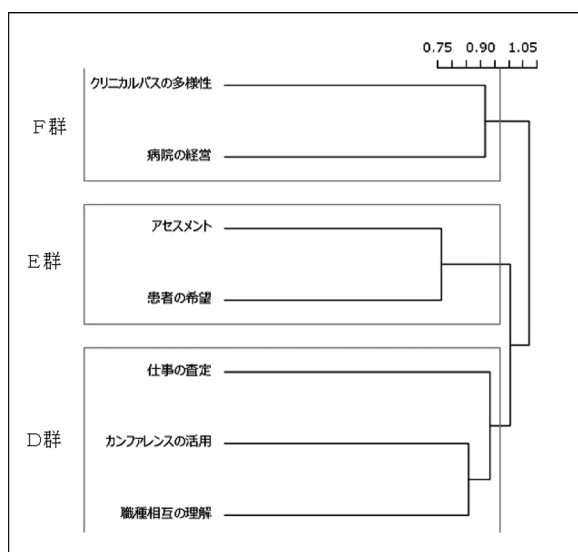 0.75 0.90 1.05
クリニカルパスの多様性
F群
病院の経営
アセスメント
E群
患者の希望
仕事の査定
D群
カンファレンスの活用
職種相互の理解